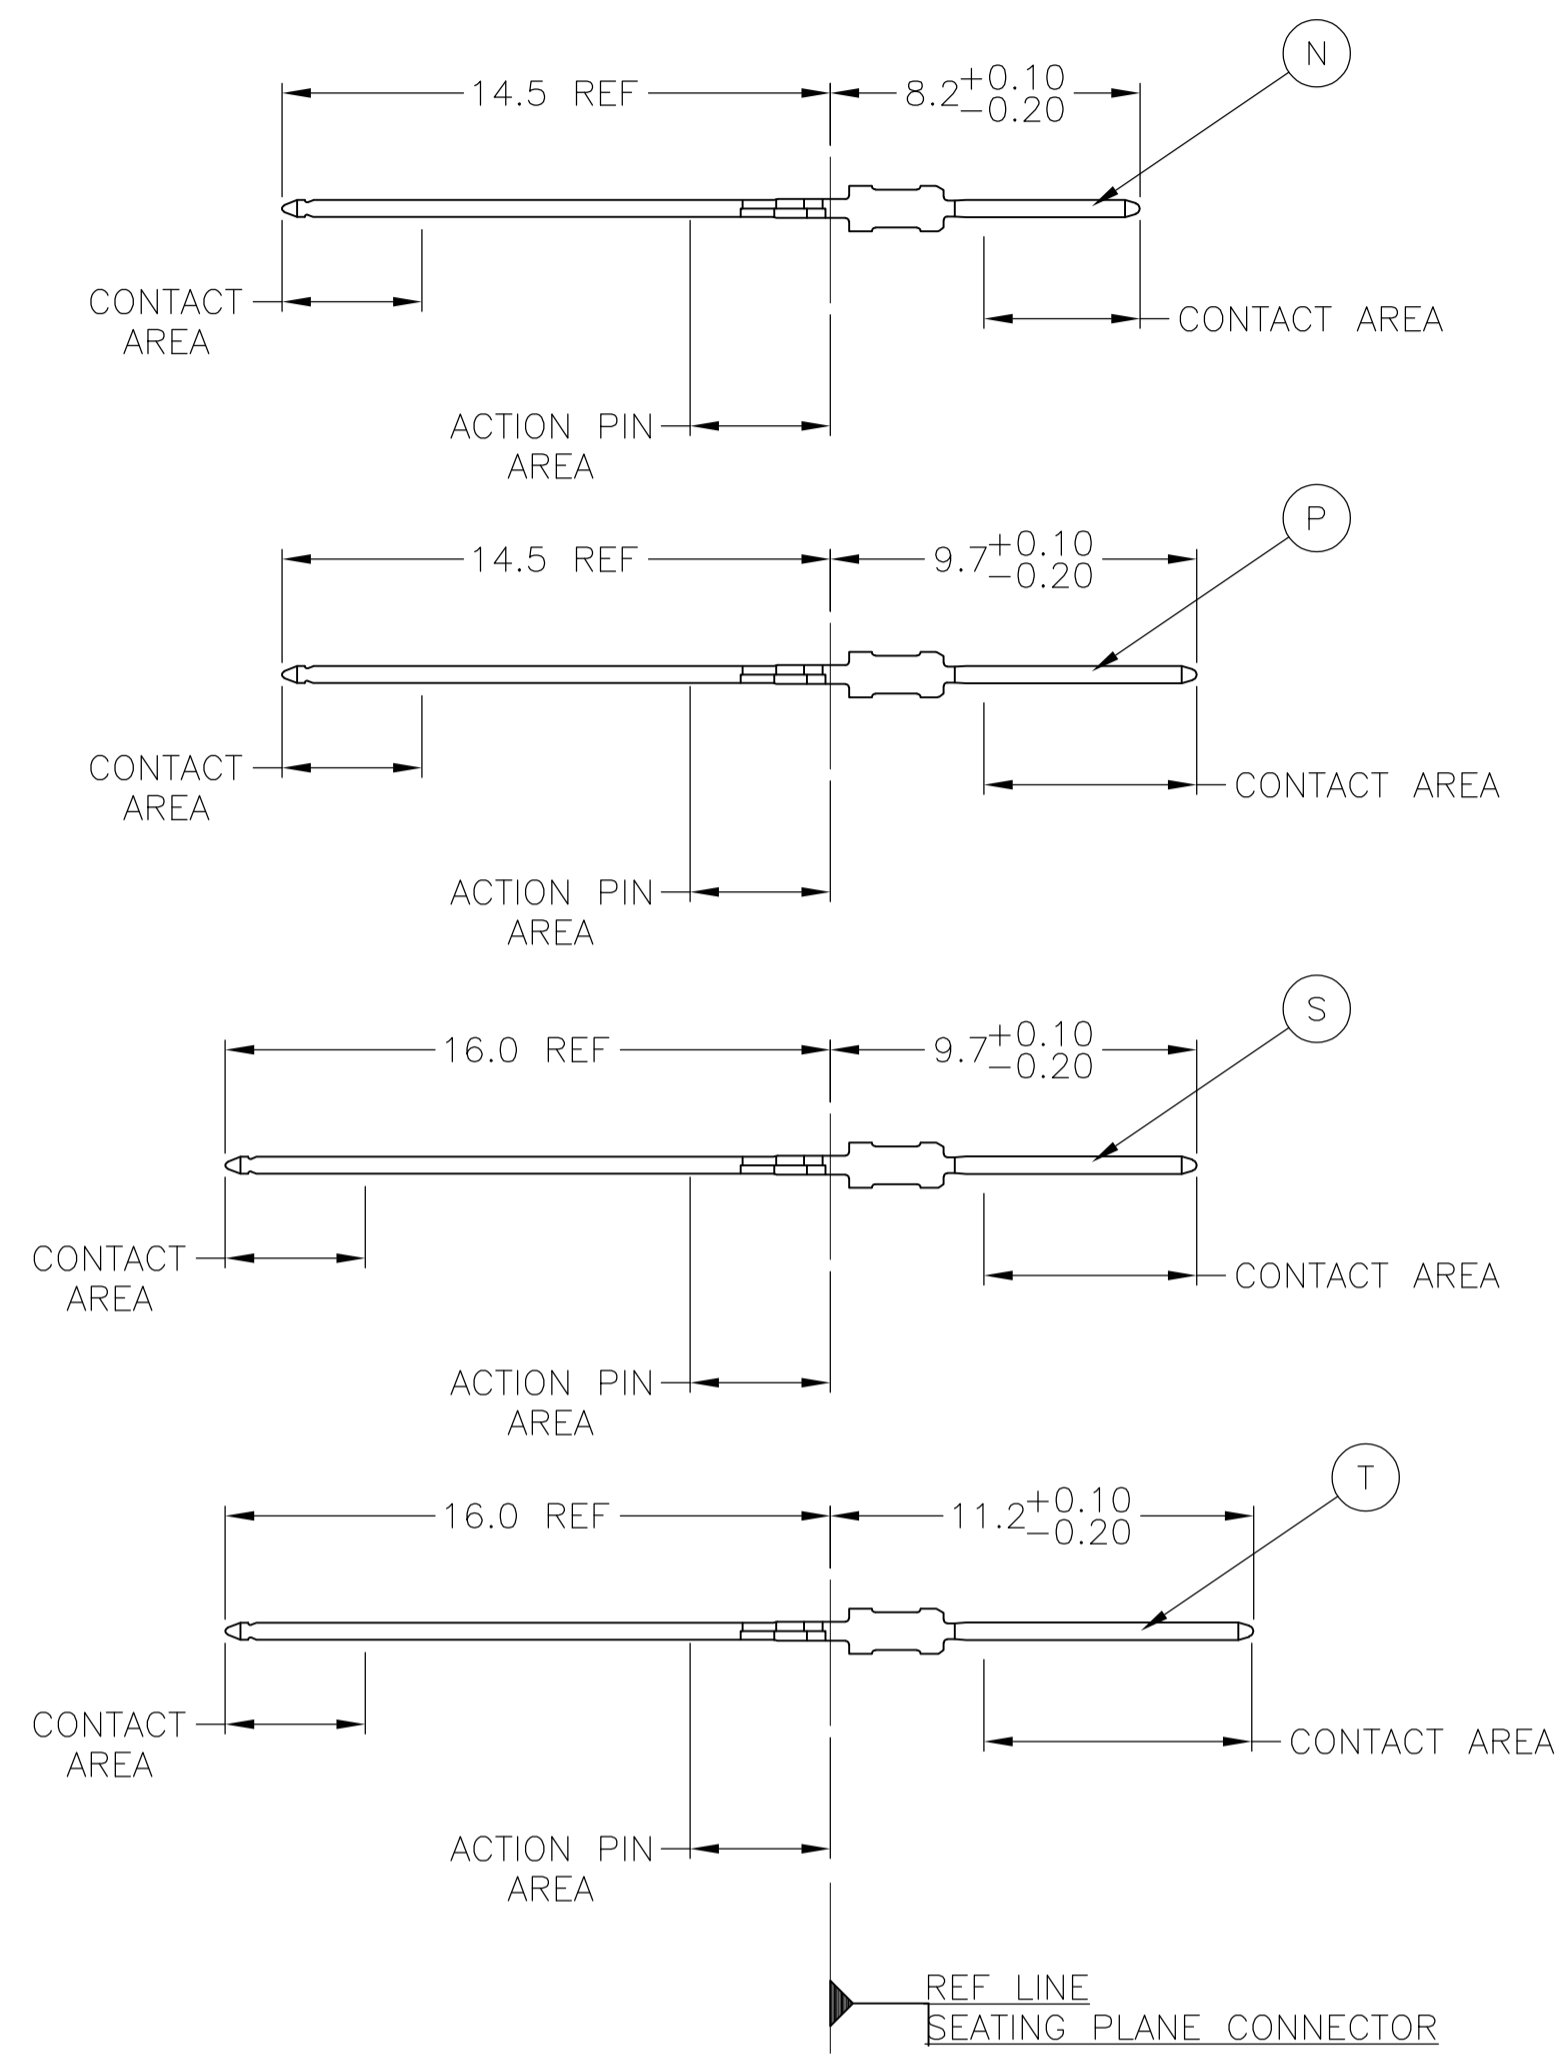 N
14.5 REF
8.2 +0.10
-0.20
CONTACT
AREA
CONTACT AREA
ACTION PIN
AREA
P
14.5 REF
9.7 +0.10
-0.20
CONTACT
AREA
CONTACT AREA
ACTION PIN
AREA
S
16.0 REF
9.7 +0.10
-0.20
CONTACT
AREA
CONTACT AREA
ACTION PIN
AREA
T
16.0 REF
11.2 +0.10
-0.20
CONTACT
AREA
CONTACT AREA
ACTION PIN
AREA
REF LINE
SEATING PLANE CONNECTOR